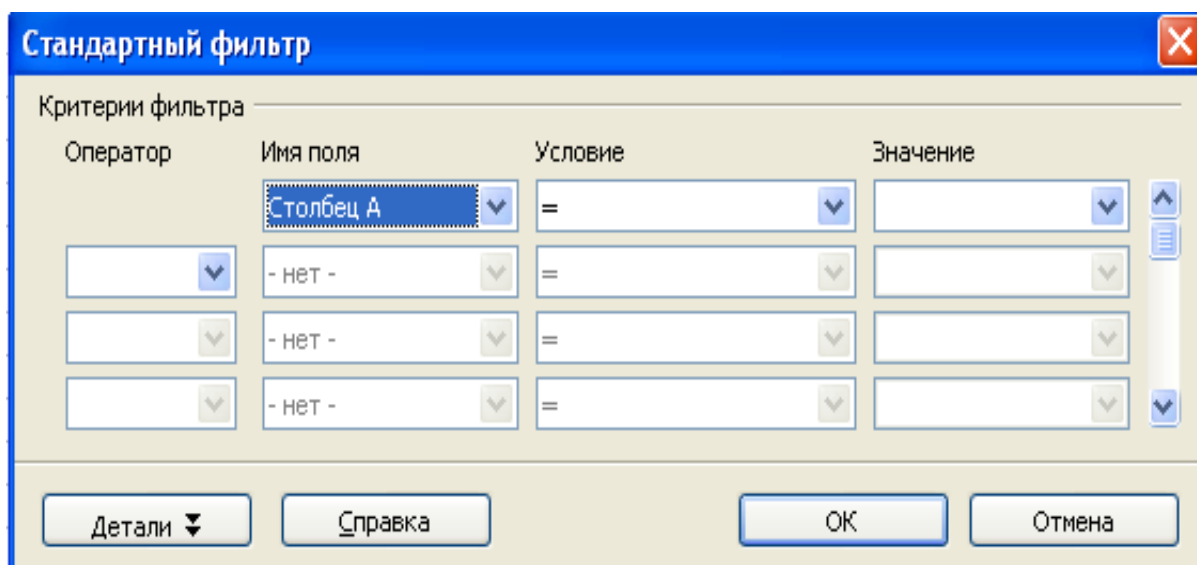 Стандартный фильтр
Критерии фильтра
Оператор Имя поля Условие Значение
Столбец A =
- нет - =
- нет - =
- нет - =
Детали Справка OK Отмена